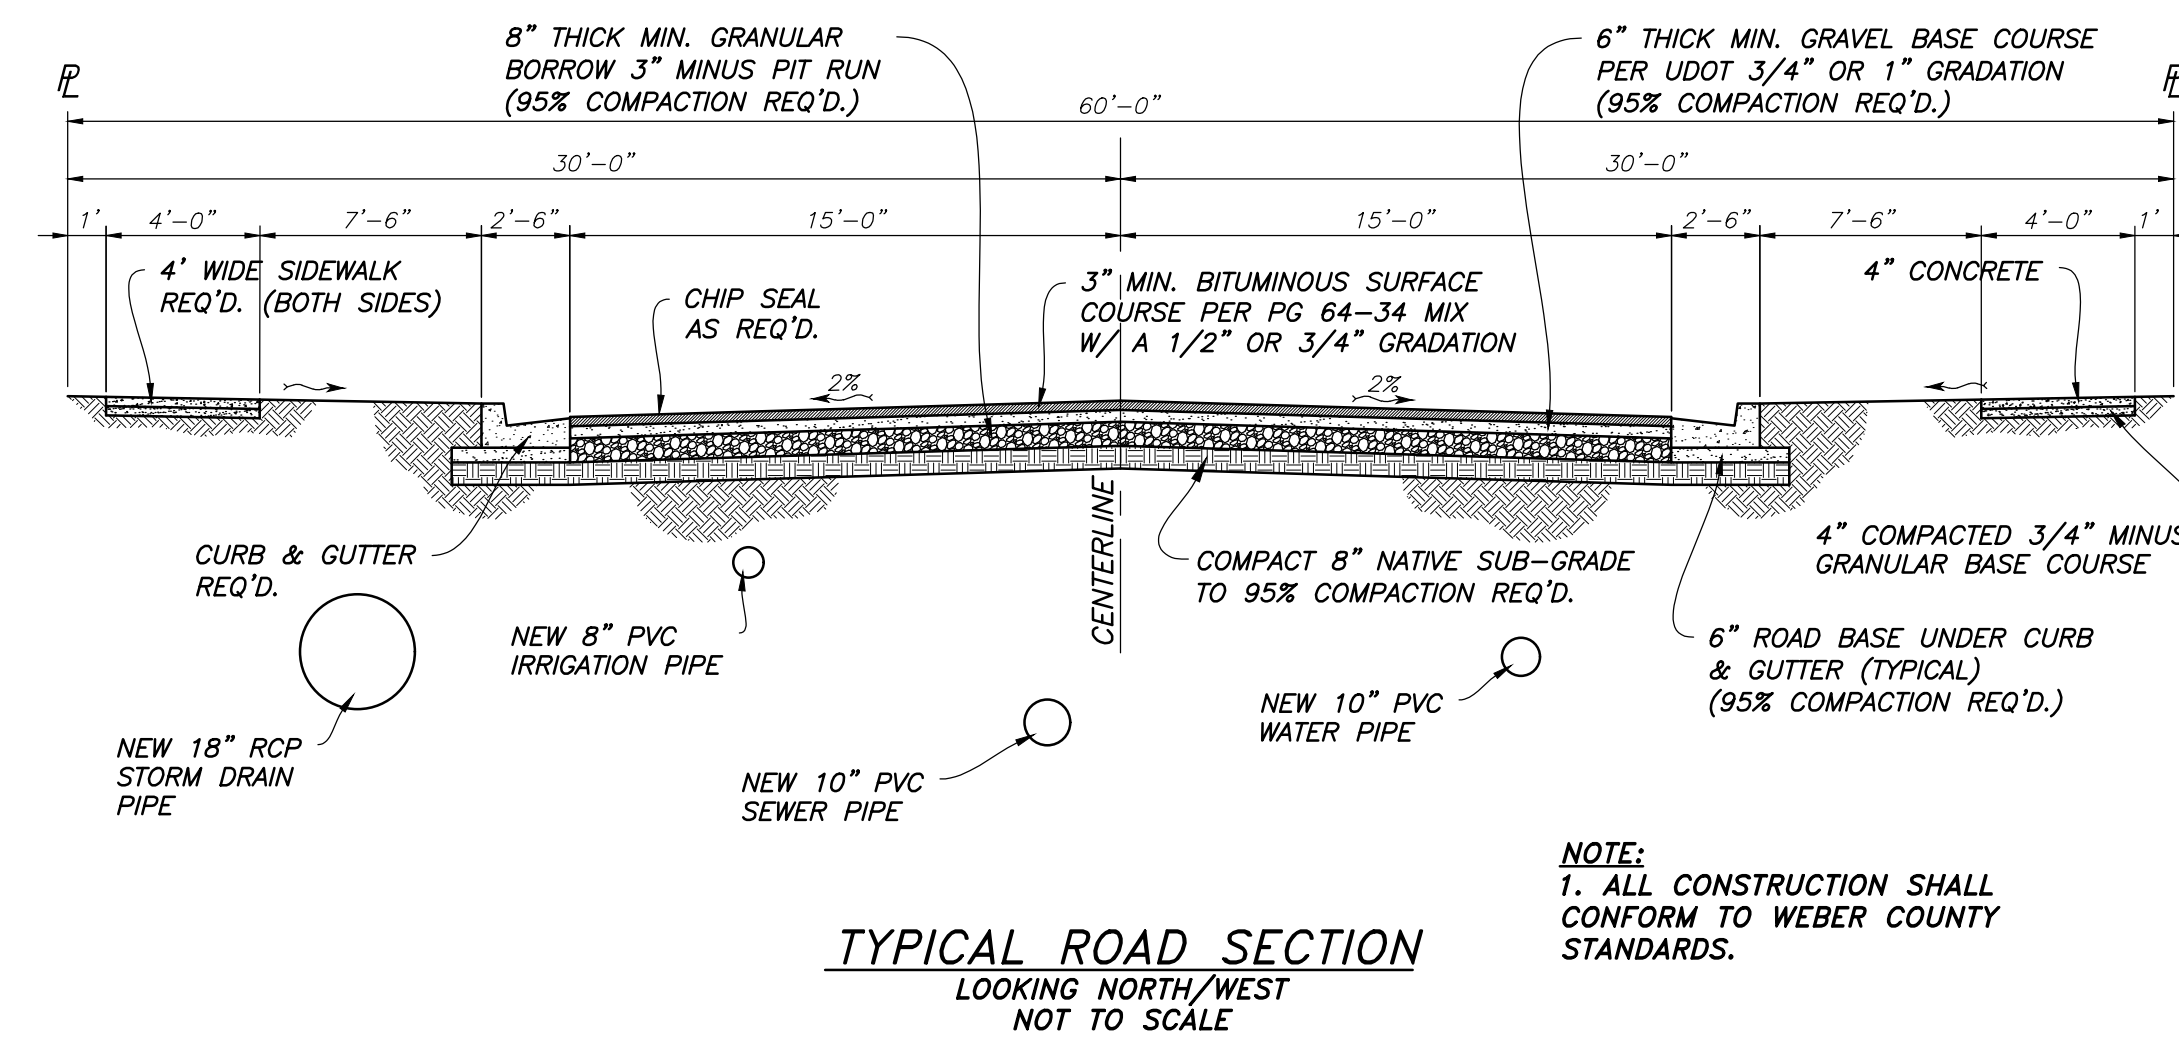 8” THICK MIN. GRANULAR
BORROW 3” MINUS PIT RUN
(95% COMPACTION REQ’D.)
6” THICK MIN. GRAVEL BASE COURSE
PER UDOT 3/4” OR 1” GRADATION
(95% COMPACTION REQ’D.)
PL
PL
60’-0”
30’-0”
30’-0”
1’
4’-0”
7’-6”
2’-6”
15’-0”
15’-0”
2’-6”
7’-6”
4’-0”
1’
4’ WIDE SIDEWALK
REQ’D. (BOTH SIDES)
CHIP SEAL
AS REQ’D.
3” MIN. BITUMINOUS SURFACE
COURSE PER PG 64-34 MIX
W/ A 1/2” OR 3/4” GRADATION
4” CONCRETE
2%
2%
CENTERLINE
CURB & GUTTER
REQ’D.
COMPACT 8” NATIVE SUB-GRADE
TO 95% COMPACTION REQ’D.
4” COMPACTED 3/4” MINUS
GRANULAR BASE COURSE
NEW 8” PVC
IRRIGATION PIPE
6” ROAD BASE UNDER CURB
& GUTTER (TYPICAL)
(95% COMPACTION REQ’D.)
NEW 10” PVC
WATER PIPE
NEW 18” RCP
STORM DRAIN
PIPE
NEW 10” PVC
SEWER PIPE
NOTE:
1. ALL CONSTRUCTION SHALL
CONFORM TO WEBER COUNTY
STANDARDS.
TYPICAL ROAD SECTION
LOOKING NORTH/WEST
NOT TO SCALE